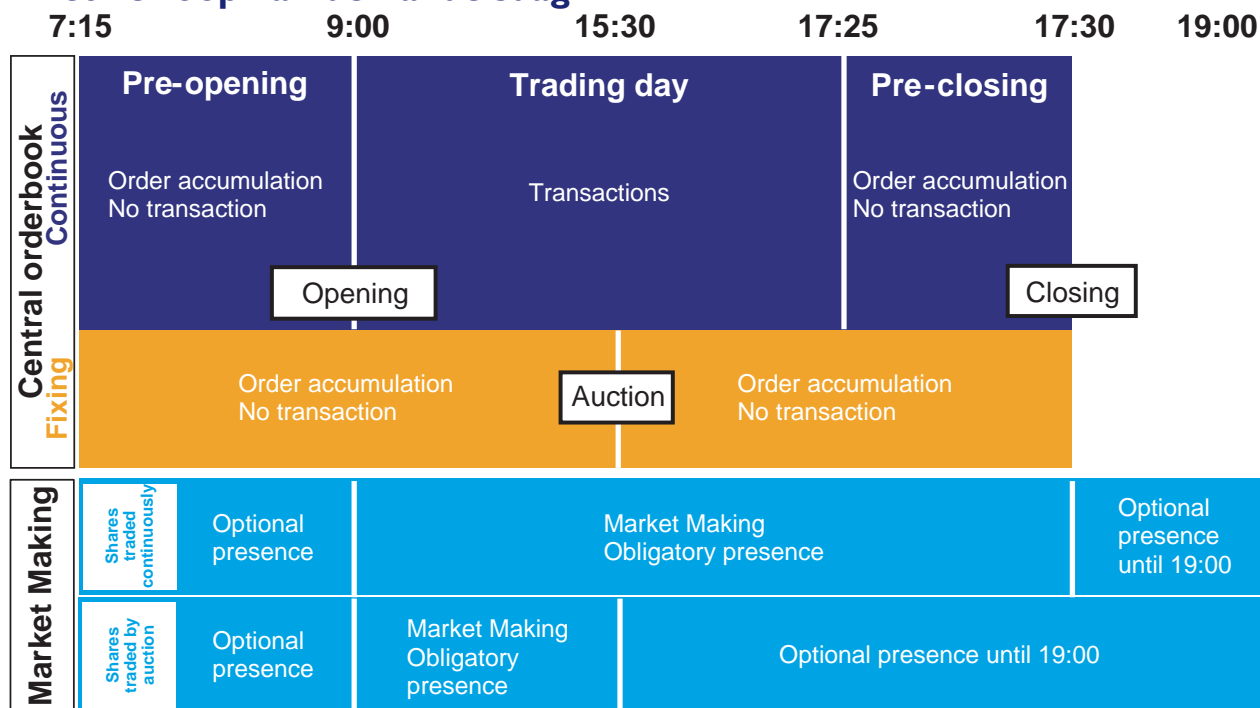 7:15 9:00 15:30 17:25 17:30 19:00
Central orderbook
Continuous
Pre-opening
Order accumulation
No transaction
Trading day
Transactions
Pre-closing
Order accumulation
No transaction
Opening
Closing
Fixing
Order accumulation
No transaction
Auction
Order accumulation
No transaction
Market Making
Shares
traded
continuously
Optional
presence
Market Making
Obligatory presence
Optional
presence
until 19:00
Shares
traded by
auction
Optional
presence
Market Making
Obligatory
presence
Optional presence until 19:00